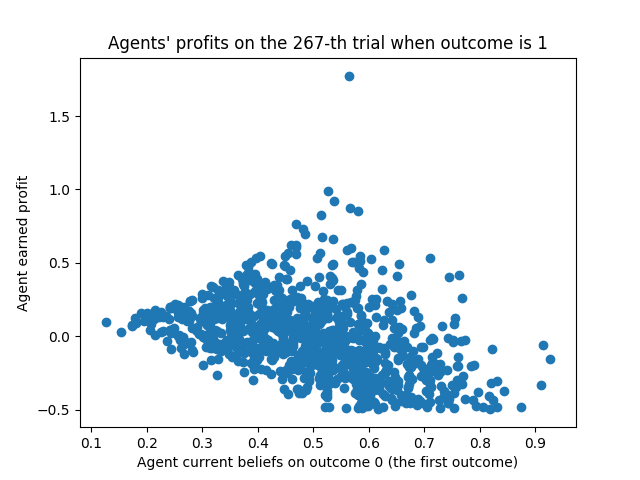 Agents' profits on the 267-th trial when outcome is 1
Agent earned profit
1.5
1.0
0.5
0.0
−0.5
0.1 0.2 0.3 0.4 0.5 0.6 0.7 0.8 0.9
Agent current beliefs on outcome 0 (the first outcome)